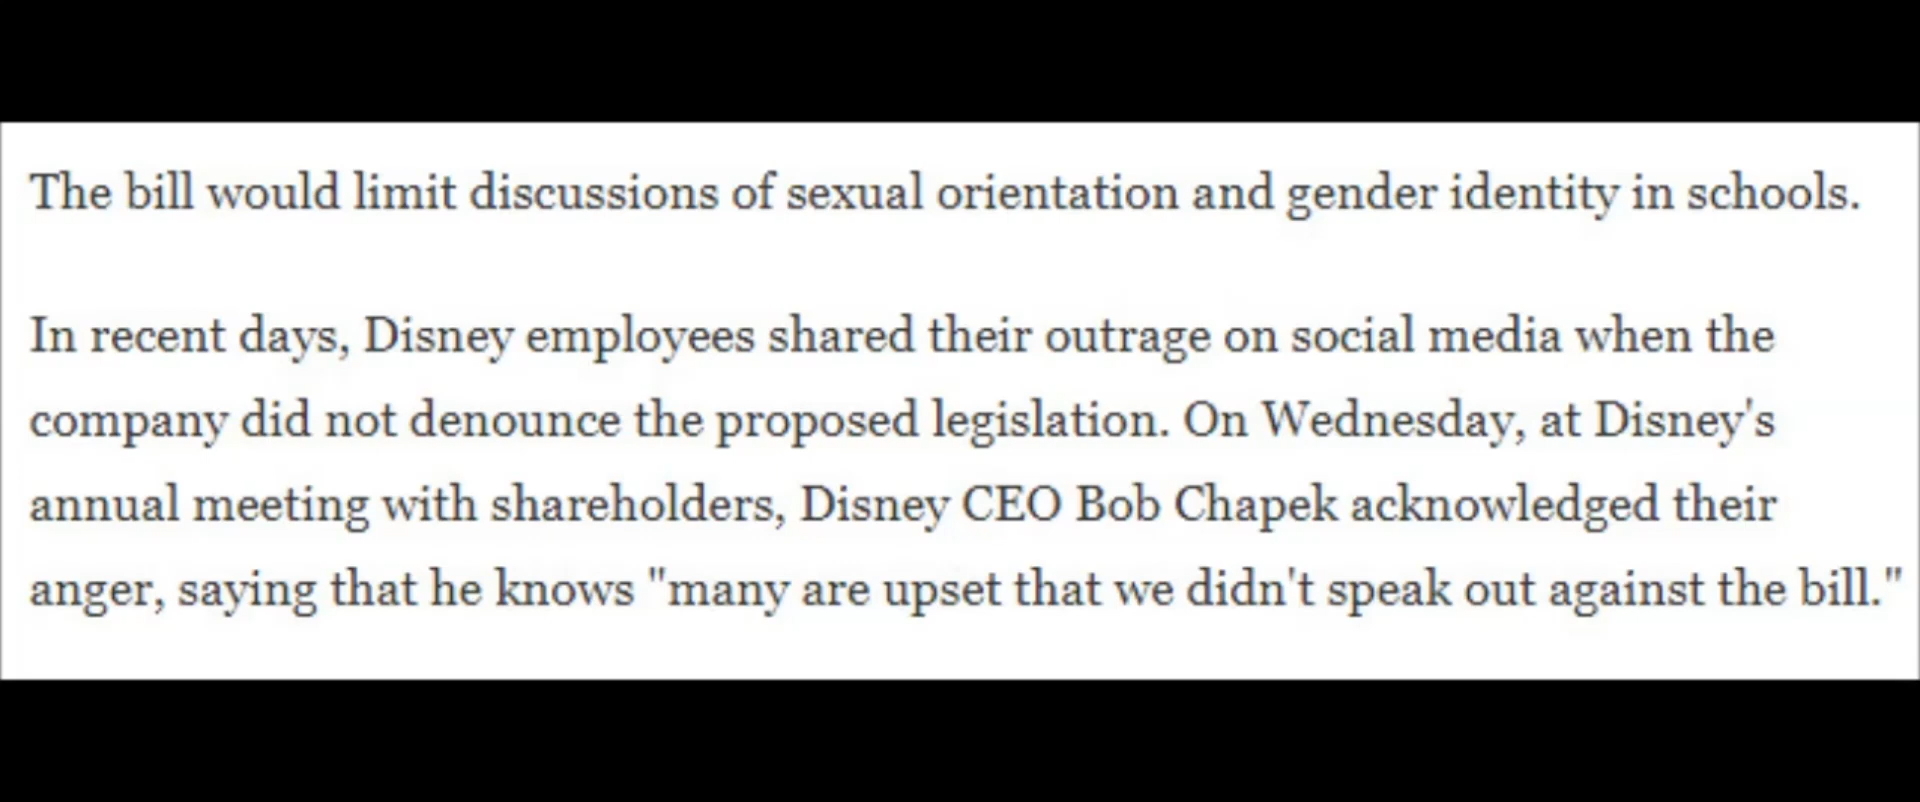 The bill would limit discussions of sexual orientation and gender identity in schools.
In recent days, Disney employees shared their outrage on social media when the
company did not denounce the proposed legislation. On Wednesday, at Disney's
annual meeting with shareholders, Disney CEO Bob Chapek acknowledged their
anger, saying that he knows "many are upset that we didn't speak out against the bill."